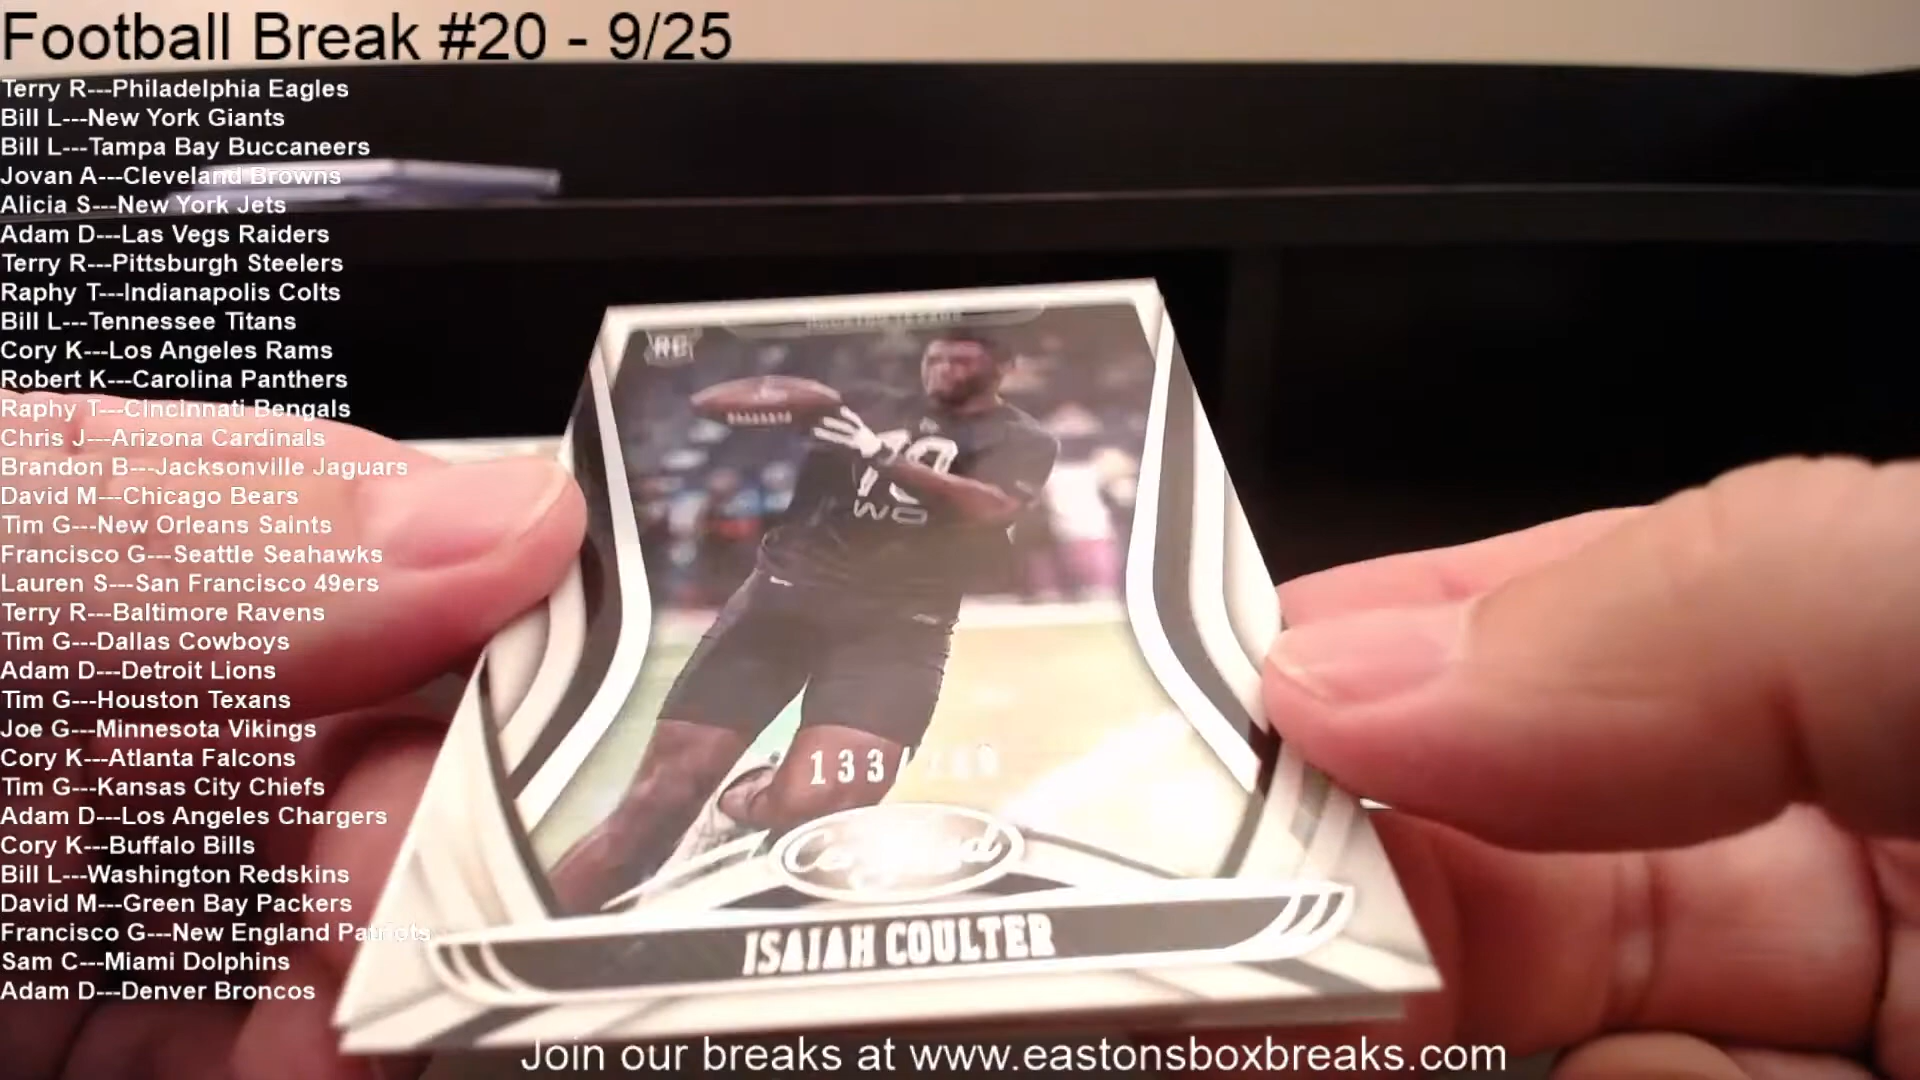 Football Break #20 - 9/25
Terry R---Philadelphia Eagles
Bill L---New York Giants
Bill L---Tampa Bay Buccaneers
Jovan A---Cleveland Browns
Alicia S---New York Jets
Adam D---Las Vegs Raiders
Terry R---Pittsburgh Steelers
Raphy T---Indianapolis Colts
Bill L---Tennessee Titans
Cory K---Los Angeles Rams
Robert K---Carolina Panthers
Raphy T---Cincinnati Bengals
Chris J---Arizona Cardinals
Brandon B---Jacksonville Jaguars
David M---Chicago Bears
Tim G---New Orleans Saints
Francisco G---Seattle Seahawks
Lauren S---San Francisco 49ers
Terry R---Baltimore Ravens
Tim G---Dallas Cowboys
Adam D---Detroit Lions
Tim G---Houston Texans
Joe G---Minnesota Vikings
Cory K---Atlanta Falcons
Tim G---Kansas City Chiefs
Adam D---Los Angeles Chargers
Cory K---Buffalo Bills
Bill L---Washington Redskins
David M---Green Bay Packers
Francisco G---New England Patriots
Sam C---Miami Dolphins
Adam D---Denver Broncos
RC
WO
133/
Certified
ISAIAH COULTER
Join our breaks at www.eastonsboxbreaks.com